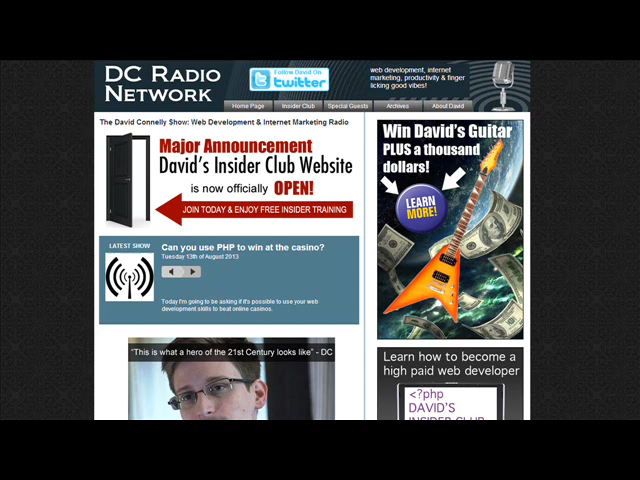 DC RADIO
NETWORK
Follow David On
twitter
web development, internet
marketing, productivity & finger
licking good vibes!
Home Page
Insider Club
Special Guests
Archives
About David
The David Connelly Show: Web Development & Internet Marketing Radio
Major Announcement
David's Insider Club Website
is now officially OPEN!
JOIN TODAY & ENJOY FREE INSIDER TRAINING
LATEST SHOW
Can you use PHP to win at the casino?
Tuesday 13th of August 2013
Today I'm going to be asking if it's possible to use your web
development skills to beat online casinos.
"This is what a hero of the 21st Century looks like" - DC
Win David's Guitar
PLUS a thousand
dollars!
LEARN
MORE!
Learn how to become a
high paid web developer
<?php
DAVID'S
INSIDER CLUB